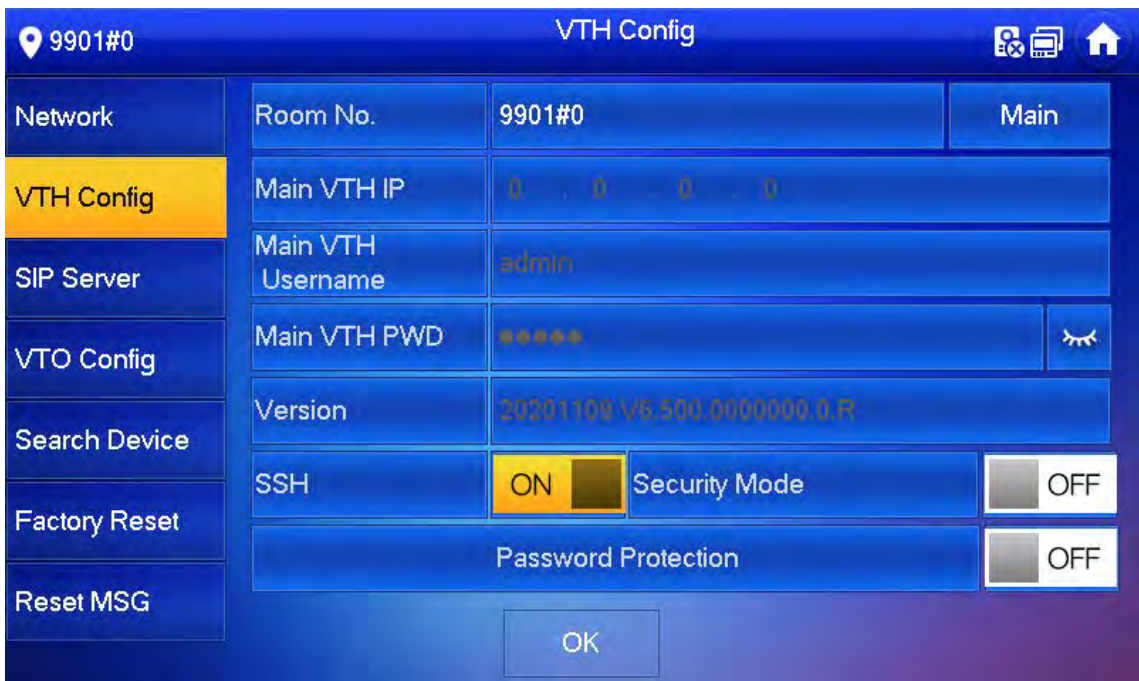 9901#0
VTH Config
Network
VTH Config
SIP Server
VTO Config
Search Device
Factory Reset
Reset MSG
Room No.
9901#0
Main
Main VTH IP
0 . 0 . 0 . 0
Main VTH
Username
admin
Main VTH PWD
Version
20201109 V6.500.0000000.0.R
SSH
ON
Security Mode
OFF
Password Protection
OFF
OK